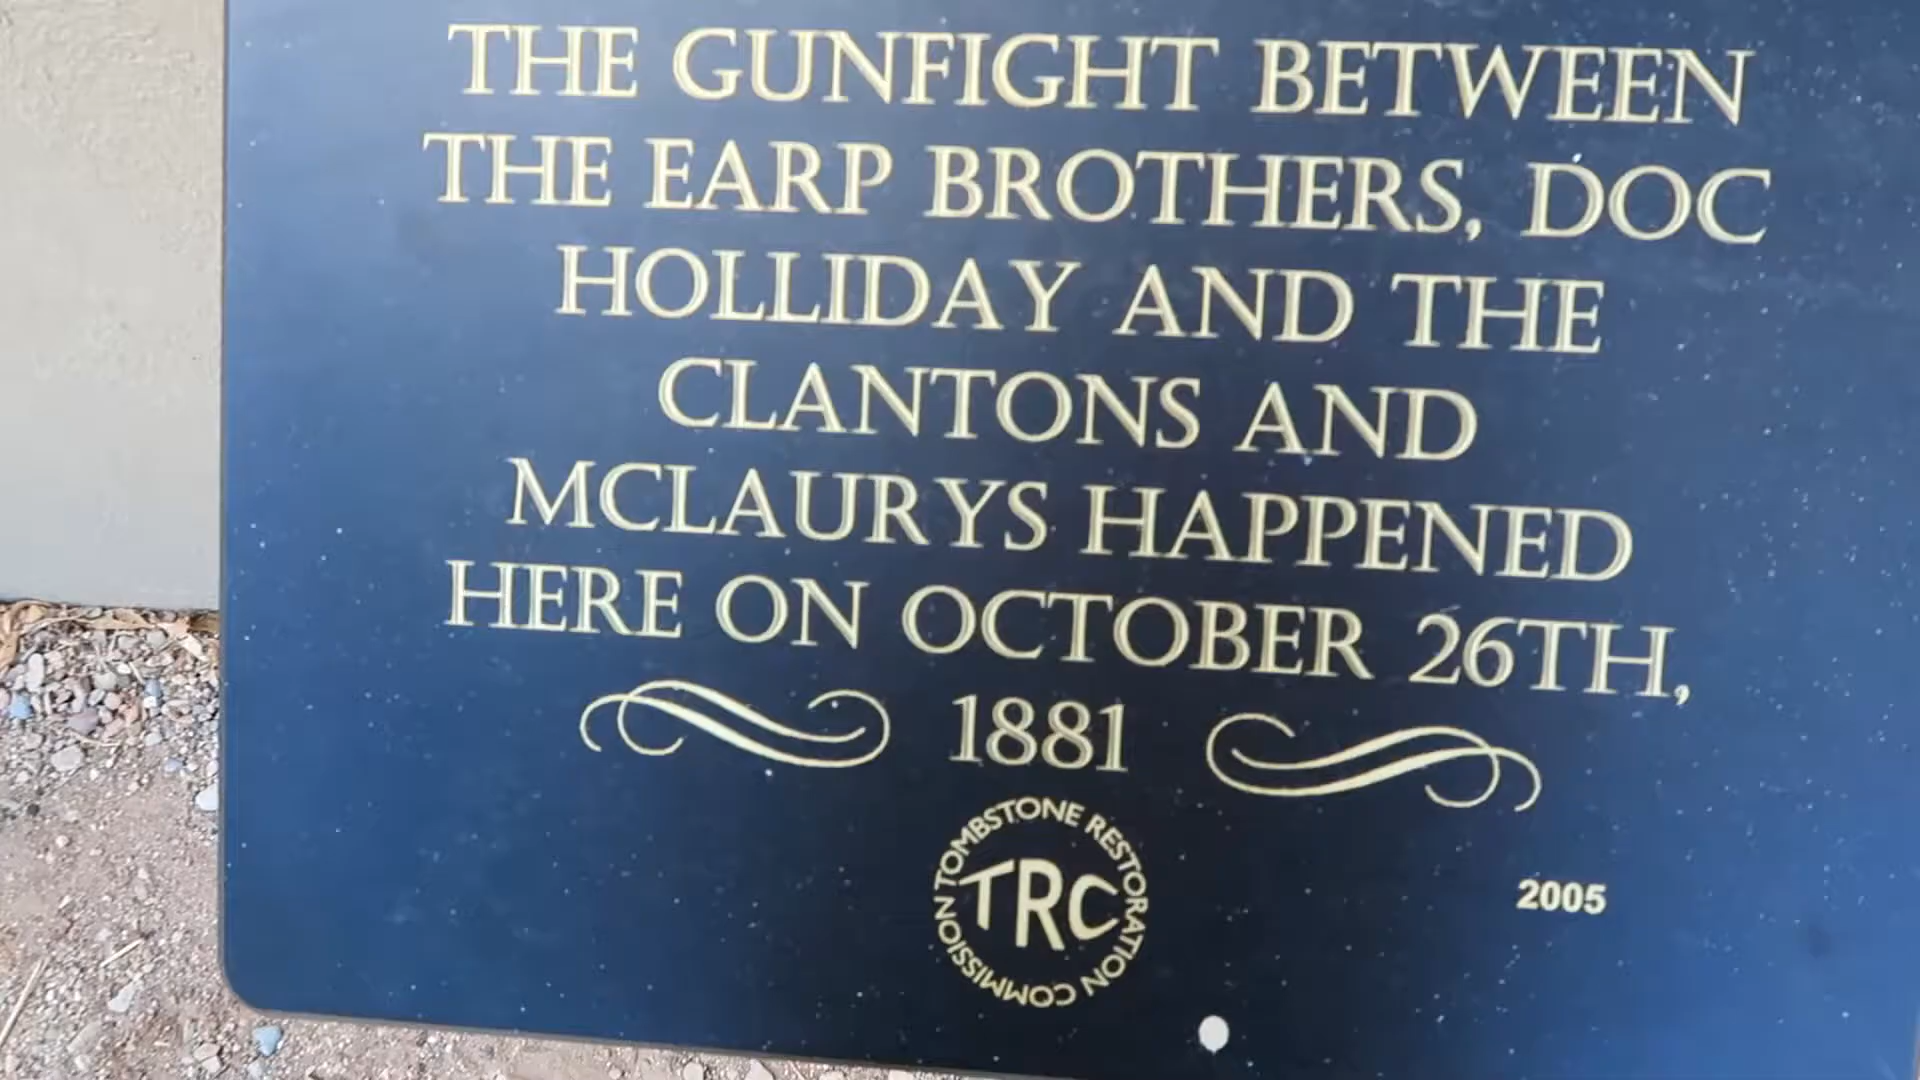 THE GUNFIGHT BETWEEN
THE EARP BROTHERS, DOC
HOLLIDAY AND THE
CLANTONS AND
MCLAURYS HAPPENED
HERE ON OCTOBER 26TH,
1881
TOMBSTONE RESTORATION COMMISSION
TRC
2005